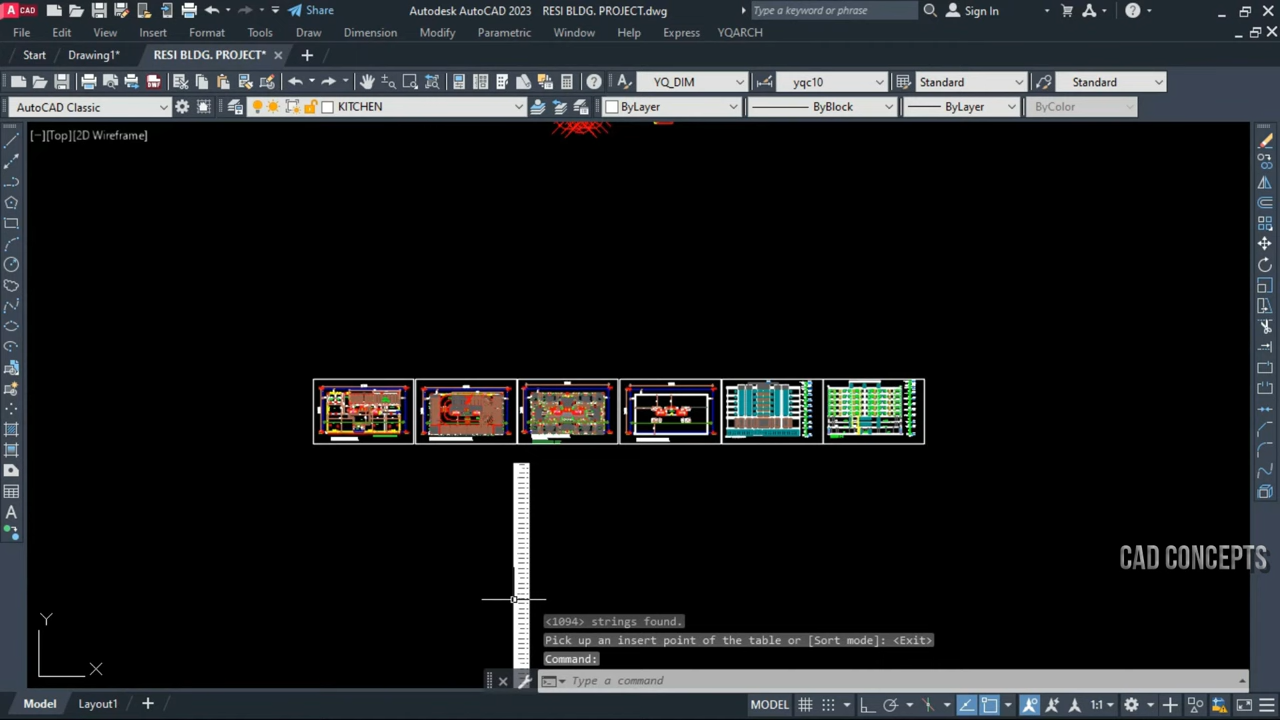 CAD
Share
Autodesk AutoCAD 2023 RESI BLDG. PROJECT.dwg
Type a keyword or phrase
Sign In
File Edit View Insert Format Tools Draw Dimension Modify Parametric Window Help Express YQARCH
Start Drawing1* RESI BLDG. PROJECT*
YQ_DIM yqc10 Standard Standard
AutoCAD Classic KITCHEN ByLayer ByBlock ByLayer ByColor
[−][Top][2D Wireframe]
CAD CONCEPTS
Y
X
<1094> strings found.
Pick up an insert point of the table or [Sort mode]: <Exit>
Command:
Type a command
Model Layout1 MODEL 1:1